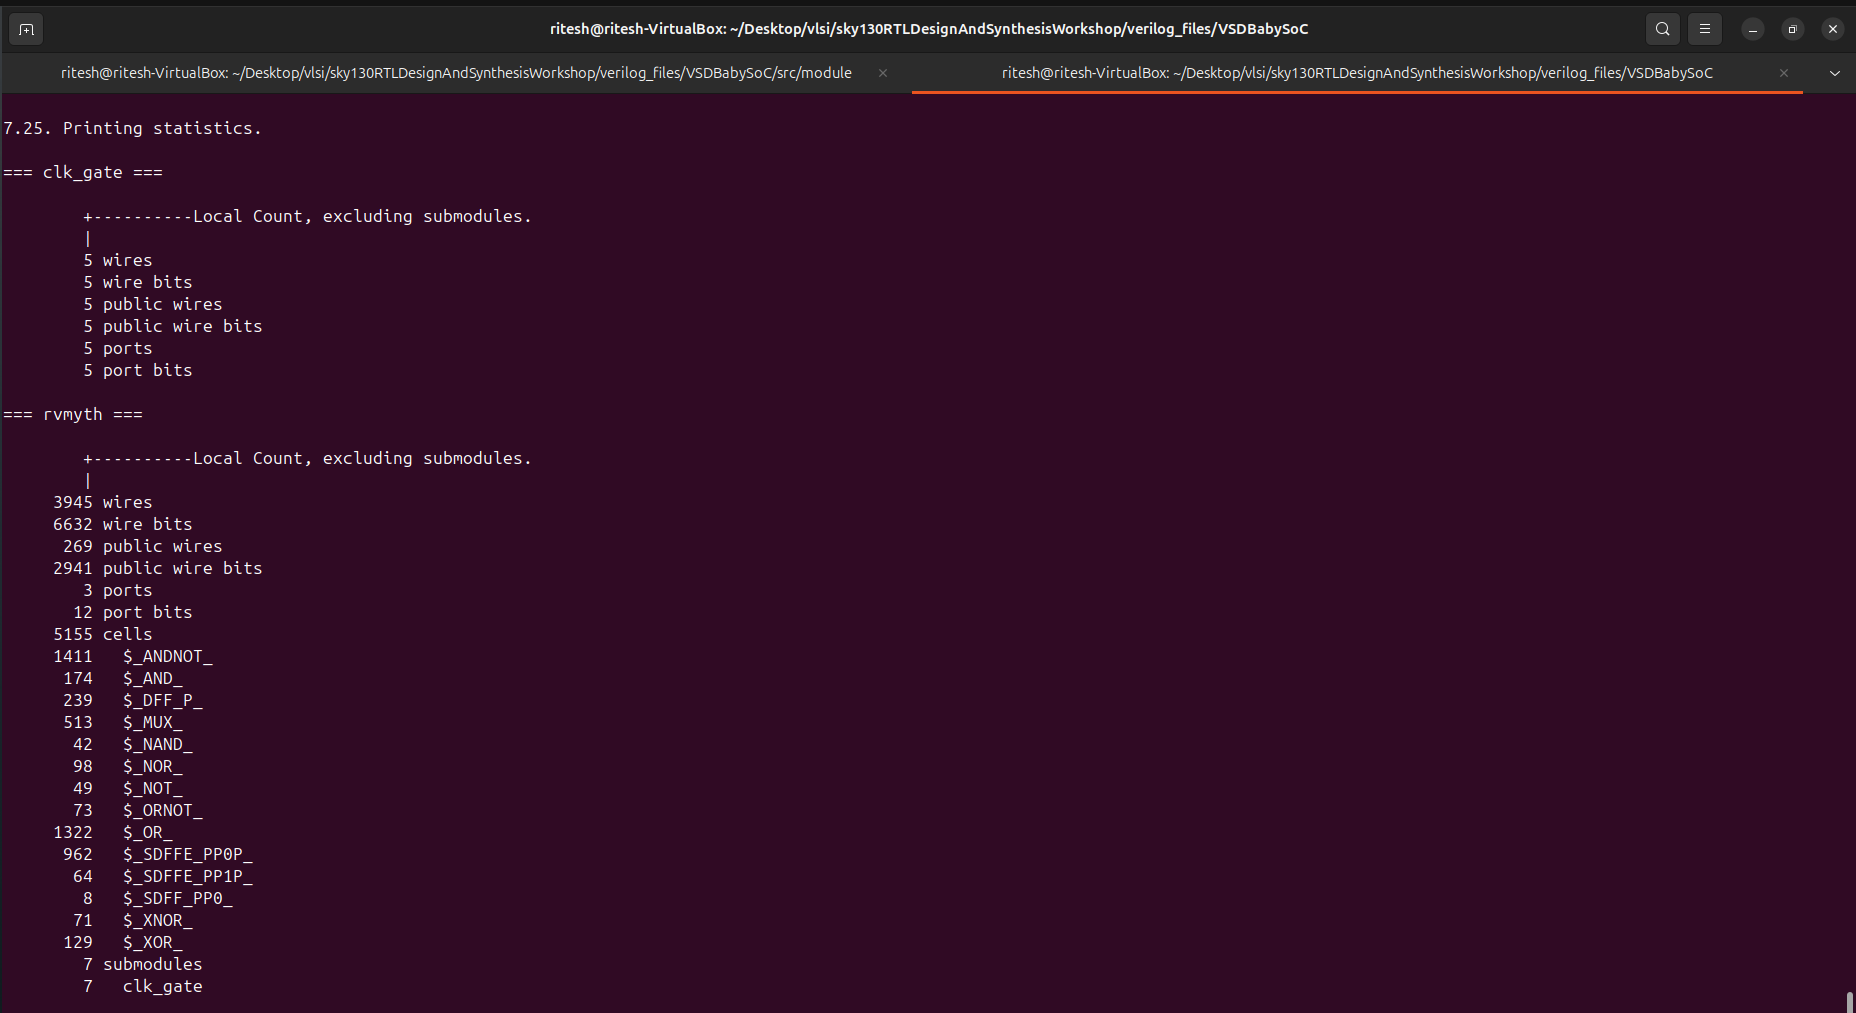 ritesh@ritesh-VirtualBox: ~/Desktop/vlsi/sky130RTLDesignAndSynthesisWorkshop/verilog_files/VSDBabySoC
ritesh@ritesh-VirtualBox: ~/Desktop/vlsi/sky130RTLDesignAndSynthesisWorkshop/verilog_files/VSDBabySoC/src/module
ritesh@ritesh-VirtualBox: ~/Desktop/vlsi/sky130RTLDesignAndSynthesisWorkshop/verilog_files/VSDBabySoC
7.25. Printing statistics.
=== clk_gate ===
+----------Local Count, excluding submodules.
|
5 wires
5 wire bits
5 public wires
5 public wire bits
5 ports
5 port bits
=== rvmyth ===
+----------Local Count, excluding submodules.
|
3945 wires
6632 wire bits
269 public wires
2941 public wire bits
3 ports
12 port bits
5155 cells
1411 $_ANDNOT_
174 $_AND_
239 $_DFF_P_
513 $_MUX_
42 $_NAND_
98 $_NOR_
49 $_NOT_
73 $_ORNOT_
1322 $_OR_
962 $_SDFFE_PP0P_
64 $_SDFFE_PP1P_
8 $_SDFF_PP0_
71 $_XNOR_
129 $_XOR_
7 submodules
7 clk_gate